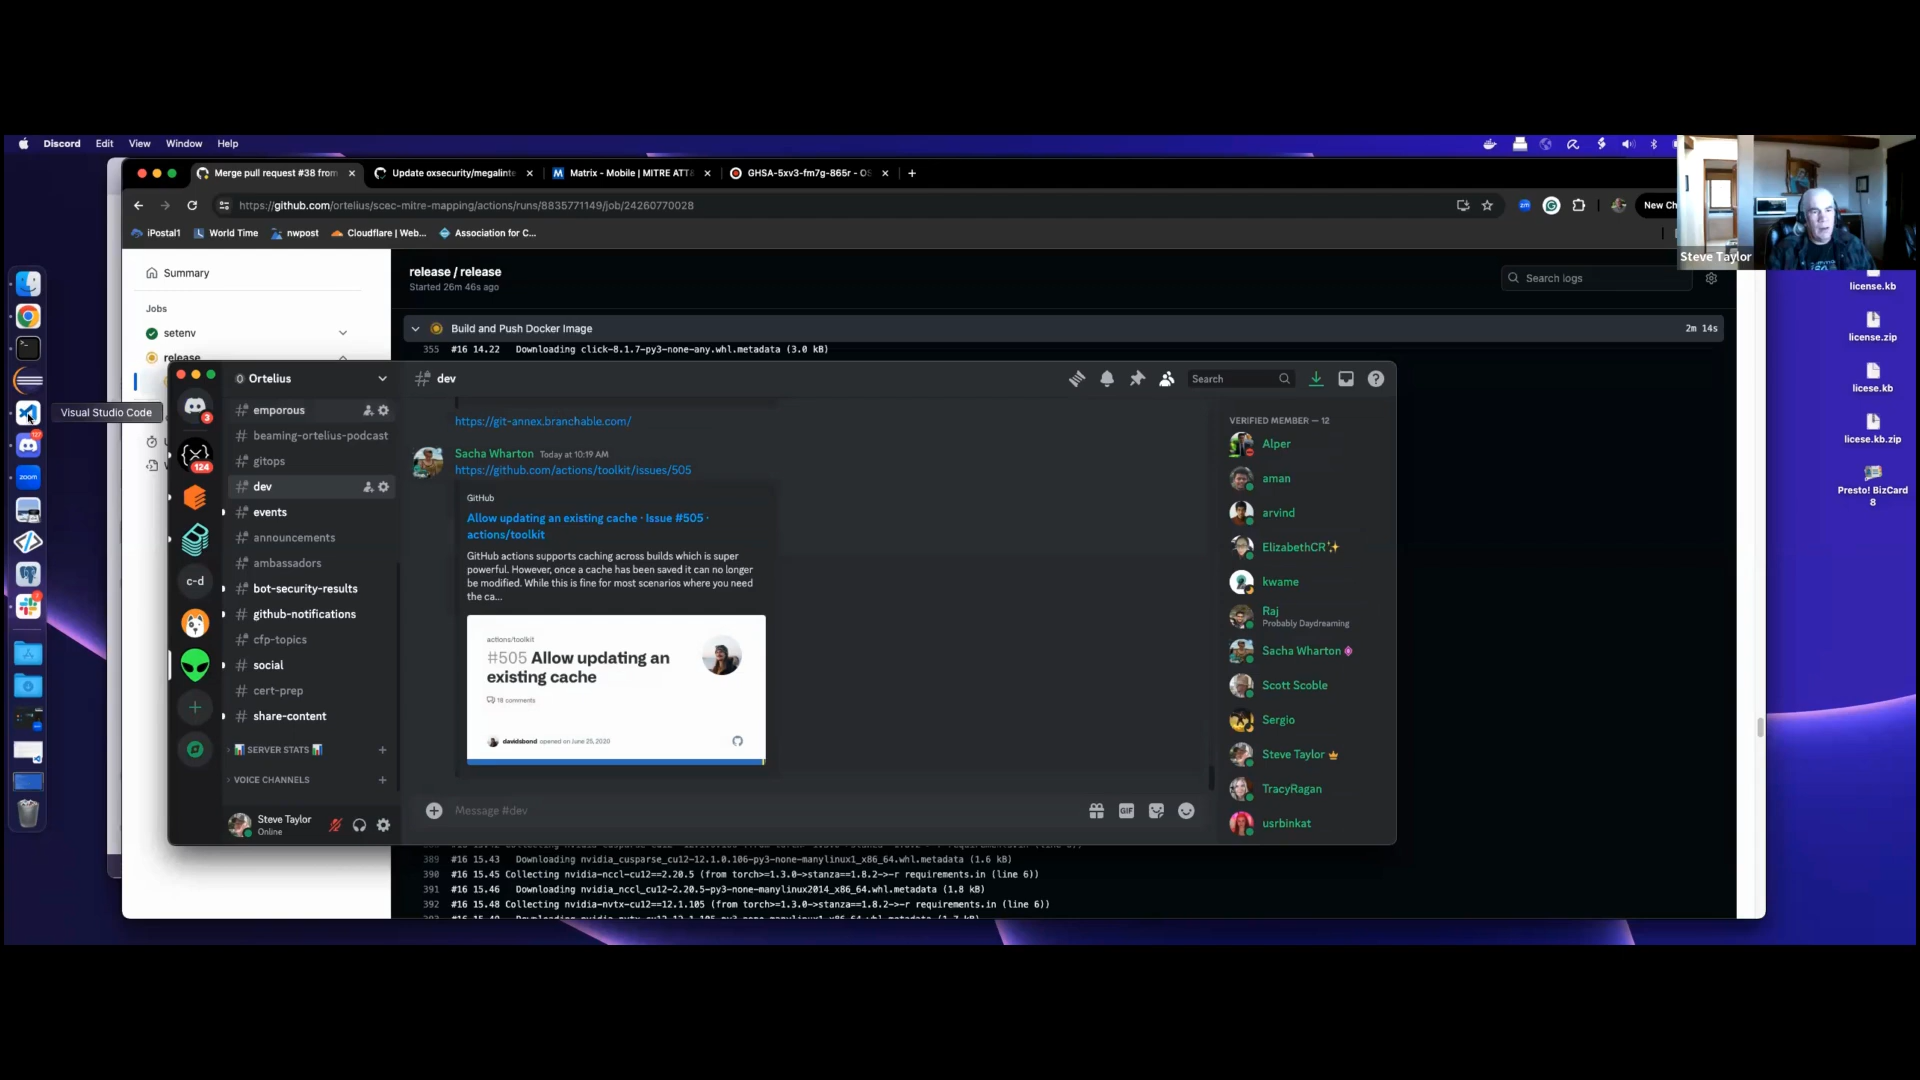 Discord Edit View Window Help
Merge pull request #38 from
Update oxsecurity/megalinte
Matrix - Mobile | MITRE ATT&
GHSA-5xv3-fm7g-865r - OS
https://github.com/ortelius/scec-mitre-mapping/actions/runs/8835771149/job/24260770028
New Ch
iPostal1
World Time
nwpost
Cloudflare | Web...
Association for C...
Steve Taylor
Summary
Jobs
setenv
release
release / release
Started 26m 46s ago
Search logs
Build and Push Docker Image
2m 14s
355 #16 14.22 Downloading click-8.1.7-py3-none-any.whl.metadata (3.0 kB)
Visual Studio Code
zoom
Ortelius
emporous
beaming-ortelius-podcast
gitops
dev
events
announcements
ambassadors
bot-security-results
github-notifications
cfp-topics
social
cert-prep
share-content
SERVER STATS
VOICE CHANNELS
3
124
c-d
Steve Taylor
Online
dev
Search
https://git-annex.branchable.com/
Sacha Wharton Today at 10:19 AM
https://github.com/actions/toolkit/issues/505
GitHub
Allow updating an existing cache · Issue #505 ·
actions/toolkit
GitHub actions supports caching across builds which is super
powerful. However, once a cache has been saved it can no longer
be modified. While this is fine for most scenarios where you need
the ca...
actions/toolkit
#505 Allow updating an
existing cache
18 comments
davidsbond opened on June 25, 2020
Message #dev
GIF
VERIFIED MEMBER — 12
Alper
aman
arvind
ElizabethCR
kwame
Raj
Probably Daydreaming
Sacha Wharton
Scott Scoble
Sergio
Steve Taylor
TracyRagan
usrbinkat
389 #16 15.43 Downloading nvidia_cusparse_cu12-12.1.0.106-py3-none-manylinux1_x86_64.whl.metadata (1.6 kB)
390 #16 15.45 Collecting nvidia-nccl-cu12==2.20.5 (from torch>=1.3.0->stanza==1.8.2->-r requirements.in (line 6))
391 #16 15.46 Downloading nvidia_nccl_cu12-2.20.5-py3-none-manylinux2014_x86_64.whl.metadata (1.8 kB)
392 #16 15.48 Collecting nvidia-nvtx-cu12==12.1.105 (from torch>=1.3.0->stanza==1.8.2->-r requirements.in (line 6))
license.kb
license.zip
licese.kb
licese.kb.zip
Presto! BizCard
8